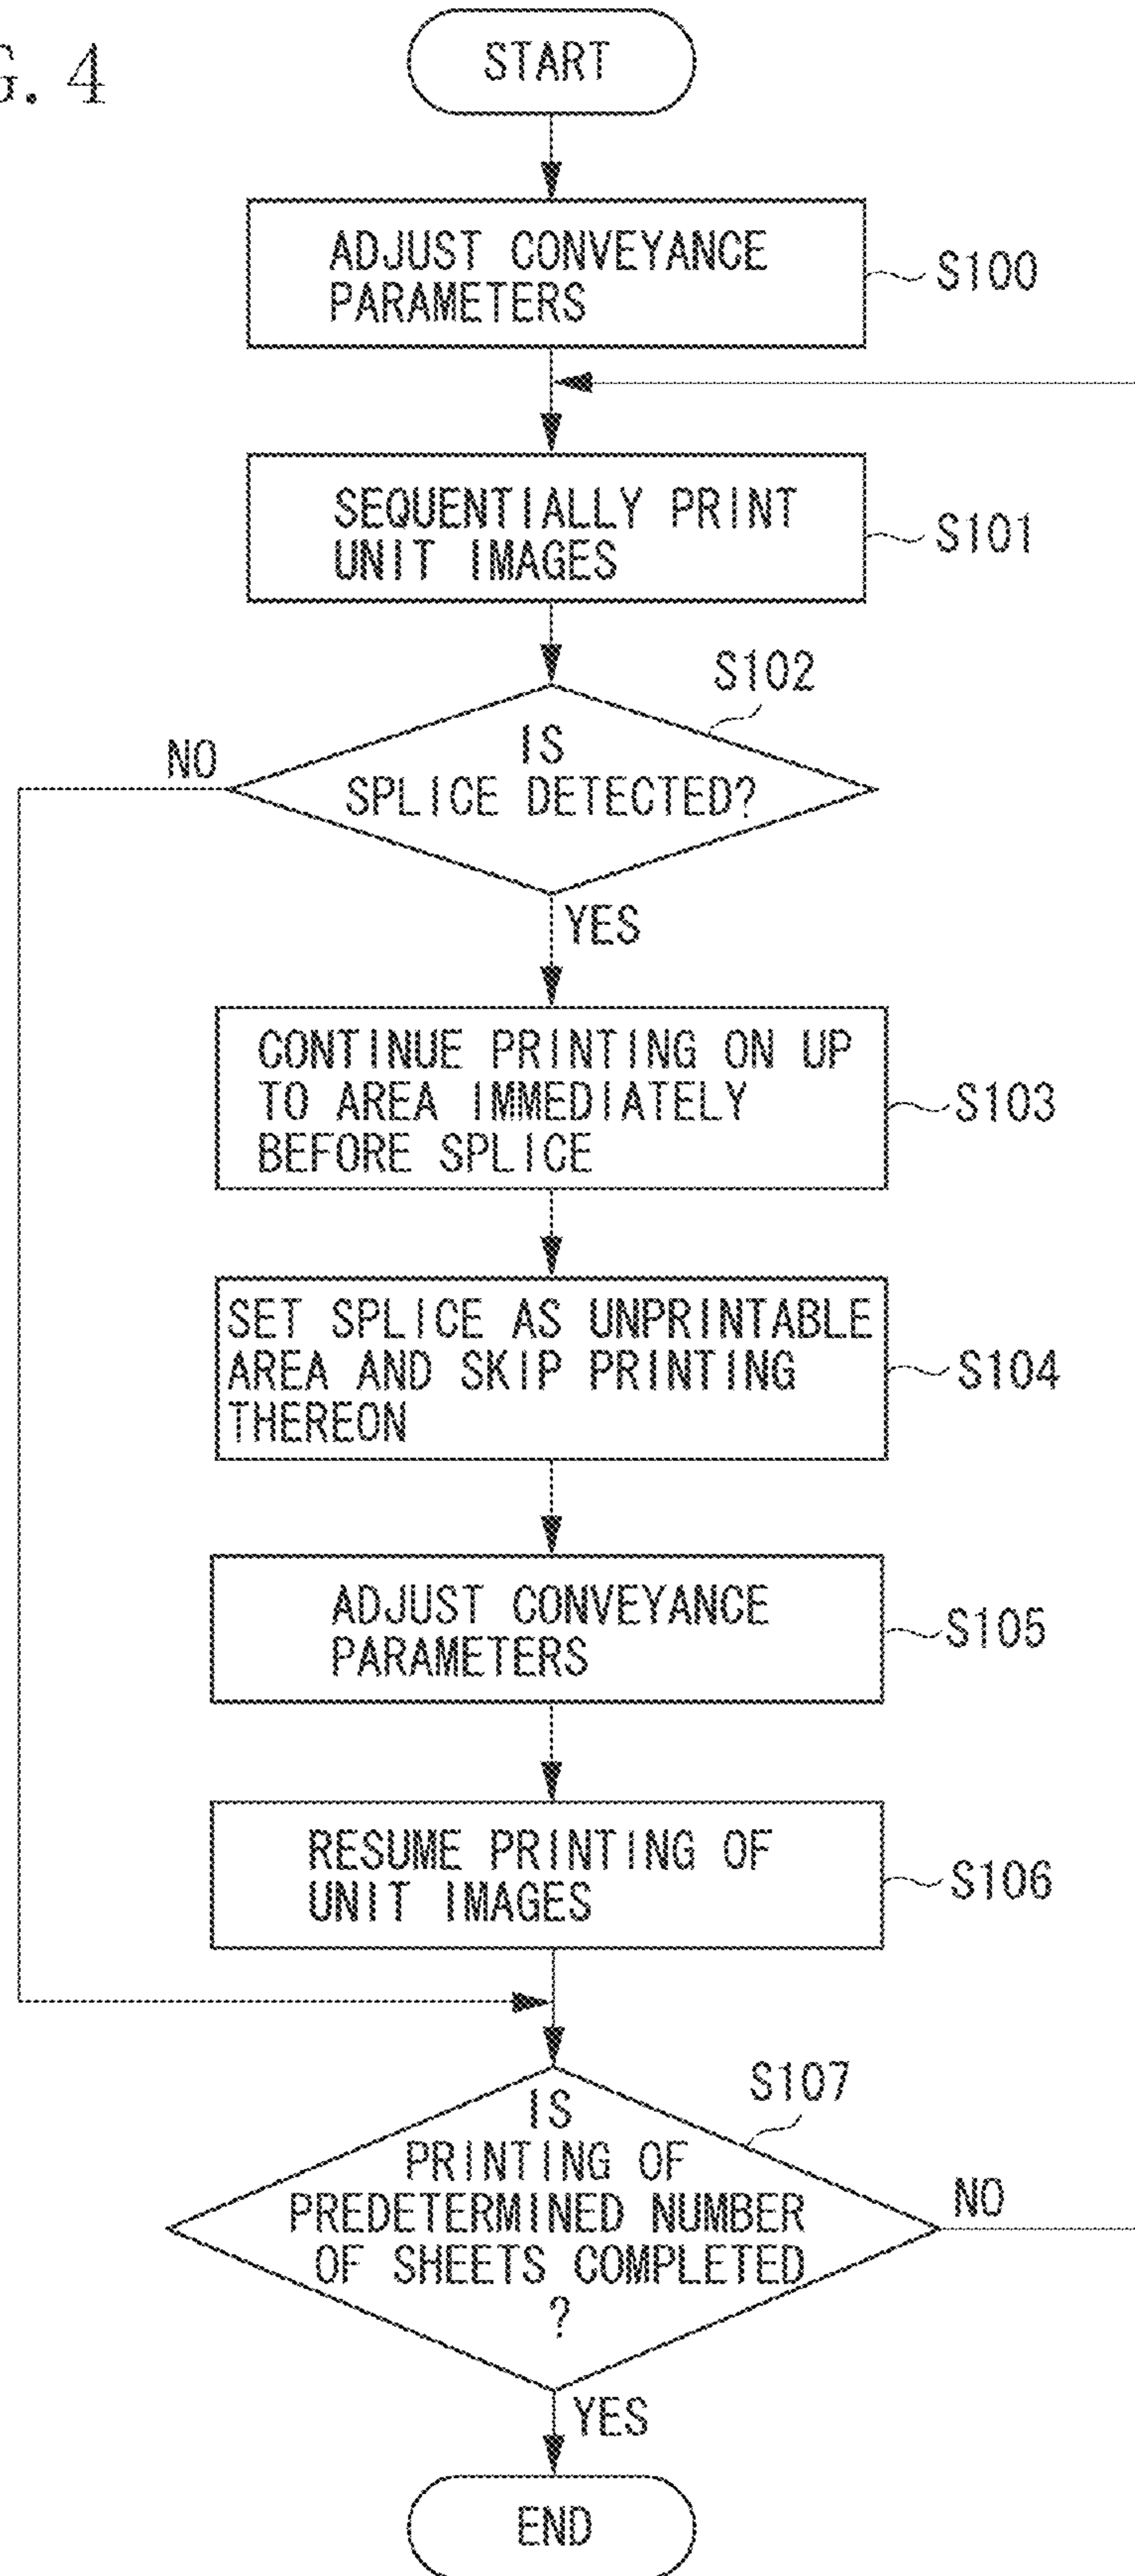 G. 4
START
ADJUST CONVEYANCE
PARAMETERS
S100
SEQUENTIALLY PRINT
UNIT IMAGES
S101
S102
IS
SPLICE DETECTED?
NO
YES
CONTINUE PRINTING ON UP
TO AREA IMMEDIATELY
BEFORE SPLICE
S103
SET SPLICE AS UNPRINTABLE
AREA AND SKIP PRINTING
THEREON
S104
ADJUST CONVEYANCE
PARAMETERS
S105
RESUME PRINTING OF
UNIT IMAGES
S106
S107
IS
PRINTING OF
PREDETERMINED NUMBER
OF SHEETS COMPLETED
?
NO
YES
END